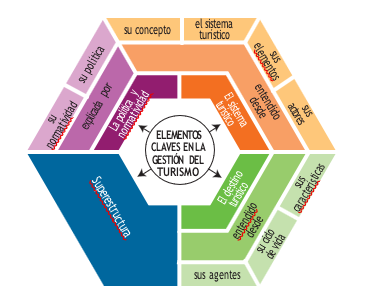 su concepto
el sistema
turístico
sus
elementos
sus
actores
su política
su
normatividad
explicada por
La política y
normatividad
El sistema
turístico
entendido
desde
ELEMENTOS
CLAVES EN LA
GESTIÓN DEL
TURISMO
Superestructura
El destino
turístico
entendido
desde
sus
características
su ciclo
de vida
sus agentes